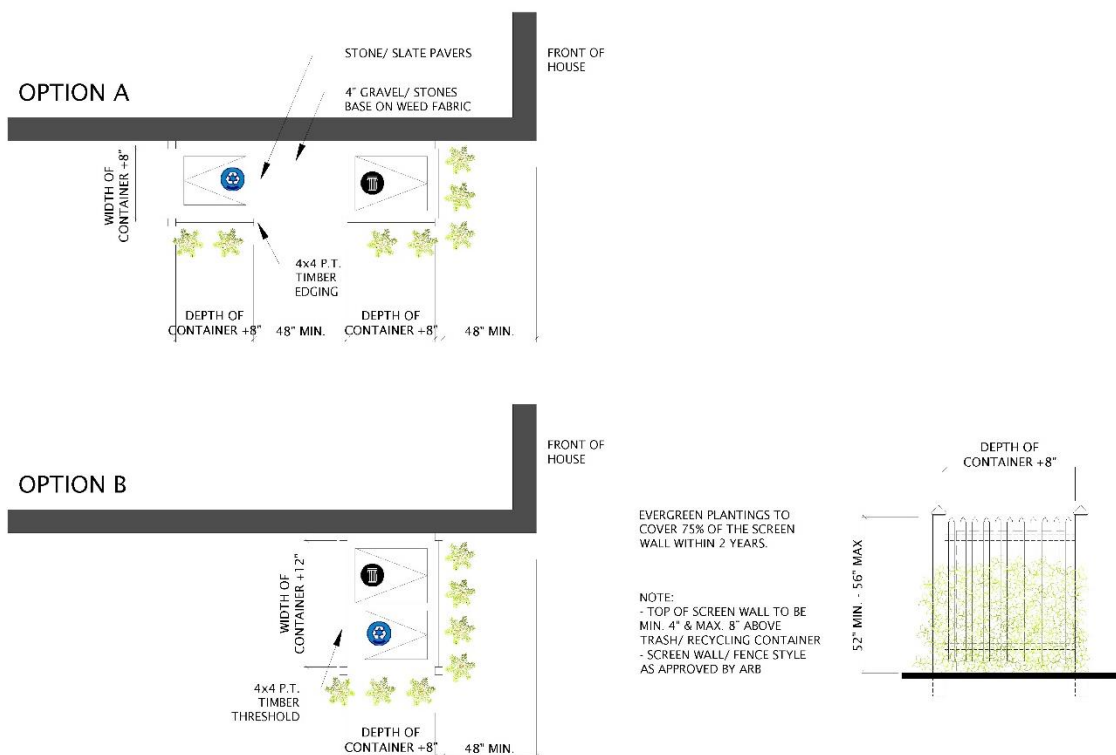 STONE/ SLATE PAVERS
FRONT OF
HOUSE
OPTION A
4" GRAVEL/ STONES
BASE ON WEED FABRIC
WIDTH OF
CONTAINER +8"
4x4 P.T.
TIMBER
EDGING
DEPTH OF
CONTAINER +8"
48" MIN.
DEPTH OF
CONTAINER +8"
48" MIN.
FRONT OF
HOUSE
OPTION B
WIDTH OF
CONTAINER +12"
4x4 P.T.
TIMBER
THRESHOLD
DEPTH OF
CONTAINER +8"
48" MIN.
DEPTH OF
CONTAINER +8"
EVERGREEN PLANTINGS TO
COVER 75% OF THE SCREEN
WALL WITHIN 2 YEARS.
NOTE:
- TOP OF SCREEN WALL TO BE
MIN. 4" & MAX. 8" ABOVE
TRASH/ RECYCLING CONTAINER
- SCREEN WALL/ FENCE STYLE
AS APPROVED BY ARB
52" MIN. - 56" MAX